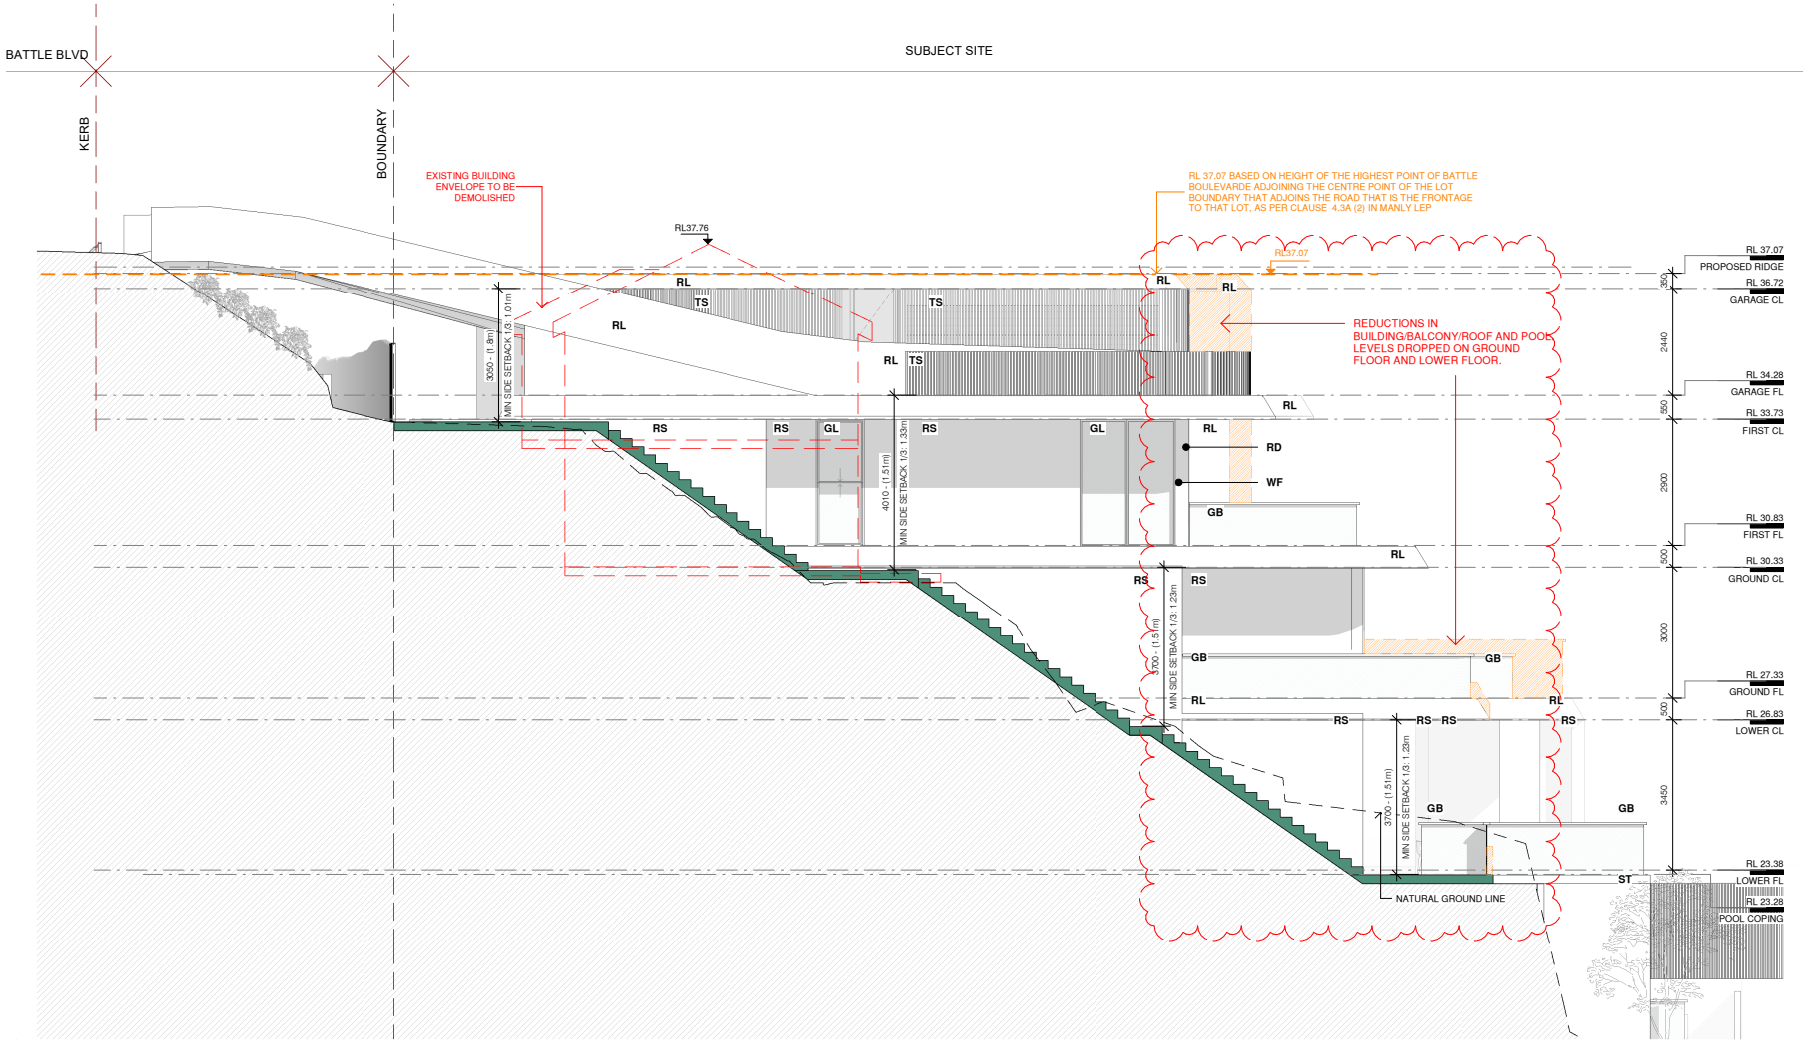 BATTLE BLVD
SUBJECT SITE
KERB
BOUNDARY
EXISTING BUILDING
ENVELOPE TO BE
DEMOLISHED
RL37.76
RL 37.07 BASED ON HEIGHT OF THE HIGHEST POINT OF BATTLE
BOULEVARDE ADJOINING THE CENTRE POINT OF THE LOT
BOUNDARY THAT ADJOINS THE ROAD THAT IS THE FRONTAGE
TO THAT LOT, AS PER CLAUSE 4.3A (2) IN MANLY LEP
RL37.07
RL 37.07
PROPOSED RIDGE
350
RL 36.72
GARAGE CL
RL
RL
RL
TS
TS
RL
REDUCTIONS IN
BUILDING/BALCONY/ROOF AND POOL
LEVELS DROPPED ON GROUND
FLOOR AND LOWER FLOOR.
2440
3050 - (1.8m)
MIN SIDE SETBACK 1/3: 1.01m
RL
TS
RL 34.28
GARAGE FL
550
RL
RL 33.73
FIRST CL
RS
RS
GL
RS
GL
RL
RD
WF
2900
4010 - (1.51m)
MIN SIDE SETBACK 1/3: 1.33m
GB
RL 30.83
FIRST FL
500
RL
RL 30.33
GROUND CL
RS
RS
3000
3700 - (1.51m)
MIN SIDE SETBACK 1/3: 1.23m
GB
GB
RL 27.33
GROUND FL
500
RL
RL
RL 26.83
LOWER CL
RS
RS
RS
RS
3450
3700 - (1.51m)
MIN SIDE SETBACK 1/3: 1.23m
GB
GB
RL 23.38
LOWER FL
ST
RL 23.28
POOL COPING
NATURAL GROUND LINE